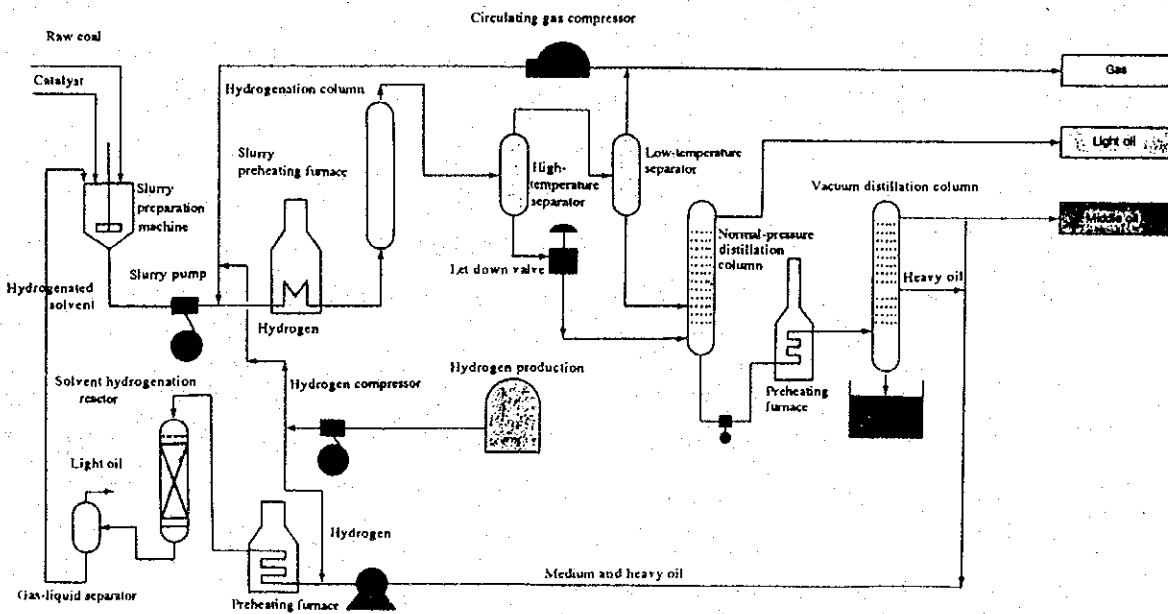 Circulating gas compressor
Raw coal
Catalyst
Gas
Hydrogenation column
Light oil
Slurry
preheating furnace
High-
temperature
separator
Low-temperature
separator
Vacuum distillation column
Slurry
preparation
machine
Middle oil
Normal-pressure
distillation
column
Slurry pump
Let down valve
Heavy oil
Hydrogenated
solvent
Hydrogen
Hydrogen production
Preheating
furnace
Solvent hydrogenation
reactor
Hydrogen compressor
Light oil
Hydrogen
Medium and heavy oil
Gas-liquid separator
Preheating furnace